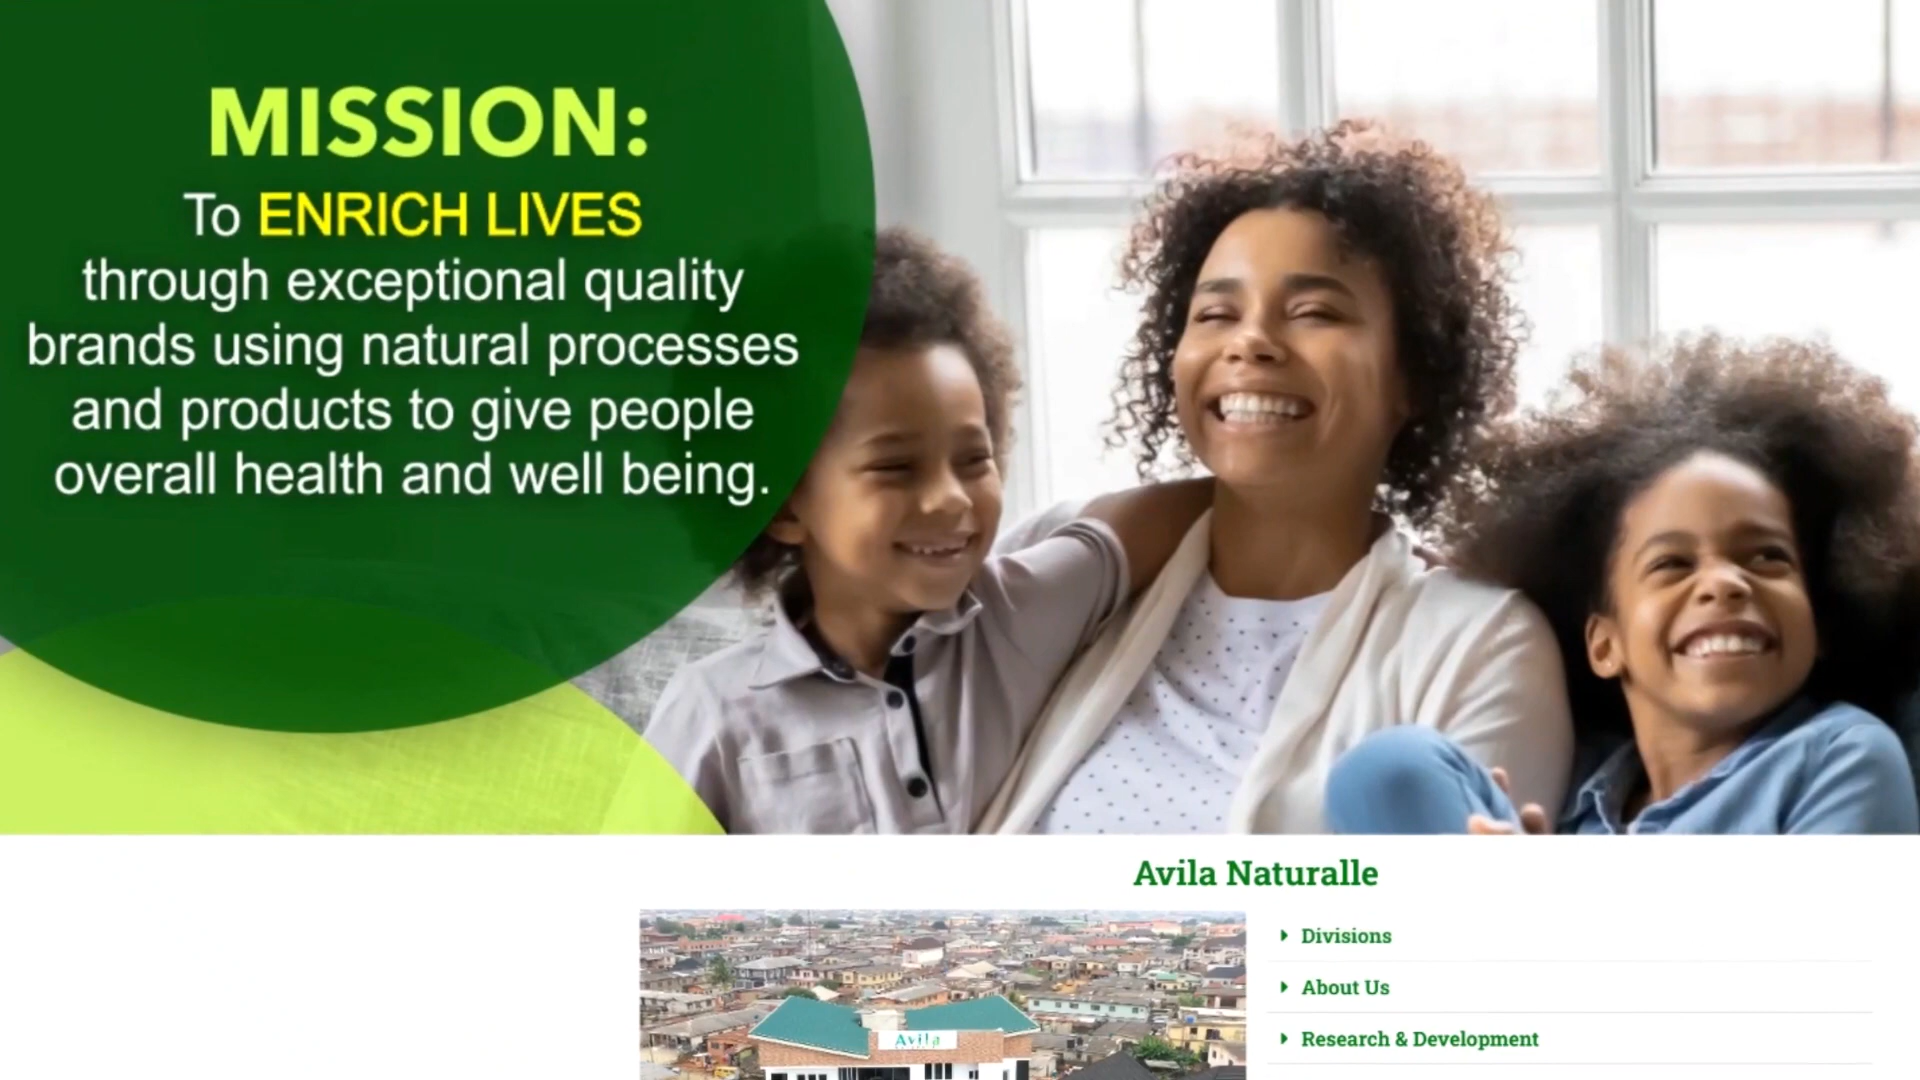 MISSION:
To ENRICH LIVES
through exceptional quality
brands using natural processes
and products to give people
overall health and well being.
Avila Naturalle
Divisions
About Us
Research & Development
Avila